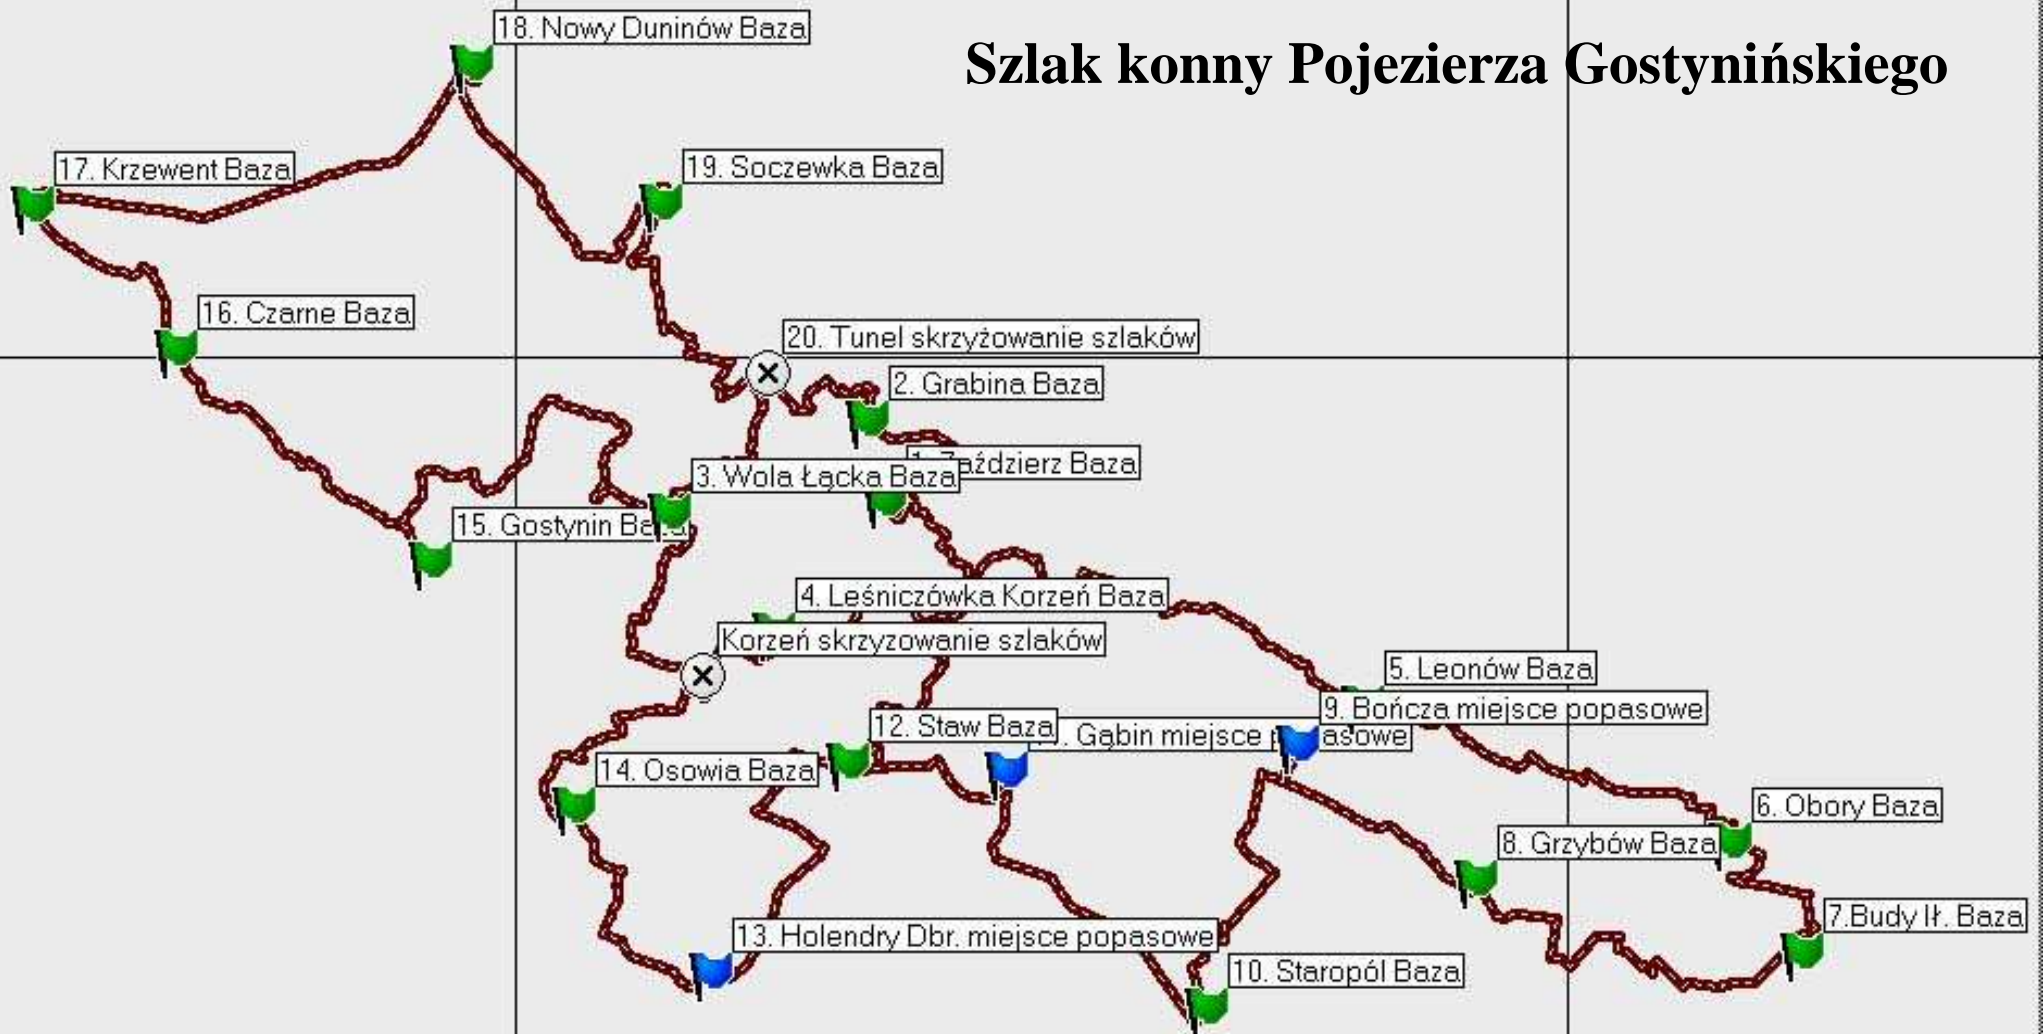 18. Nowy Duninów Baza
Szlak konny Pojezierza Gostynińskiego
17. Krzewent Baza
19. Soczewka Baza
16. Czarne Baza
20. Tunel skrzyżowanie szlaków
2. Grabina Baza
Baza
3. Wola Łącka Baza
15. Gostynin
4. Leśniczówka Korzeń Baza
Korzeń skrzyzowanie szlaków
5. Leonów Baza
9. Bończa miejsce popasowe
12. Staw Baza
Gąbin miejsce
14. Osowia Baza
6. Obory Baza
8. Grzybów Baza
7.Budy Ił. Baza
13. Holendry Dbr. miejsce popasowe
10. Staropól Baza